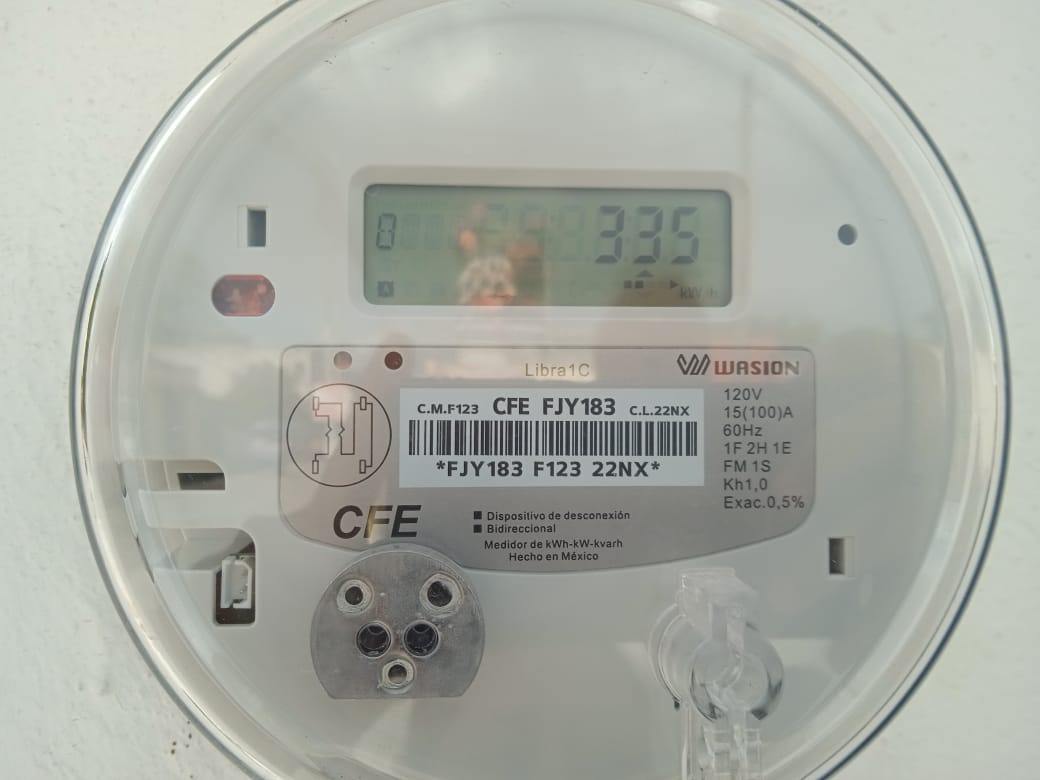 335
kWh
Libra1C
WASION
C.M.F123 CFE FJY183 C.L.22NX
*FJY183 F123 22NX*
120V
15(100)A
60Hz
1F 2H 1E
FM 1S
Kh1,0
Exac.0,5%
CFE
Dispositivo de desconexión
Bidireccional
Medidor de kWh-kW-kvarh
Hecho en México